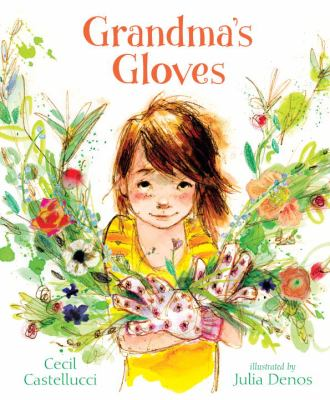 Grandma's
Gloves
Cecil
Castellucci
illustrated by
Julia Denos